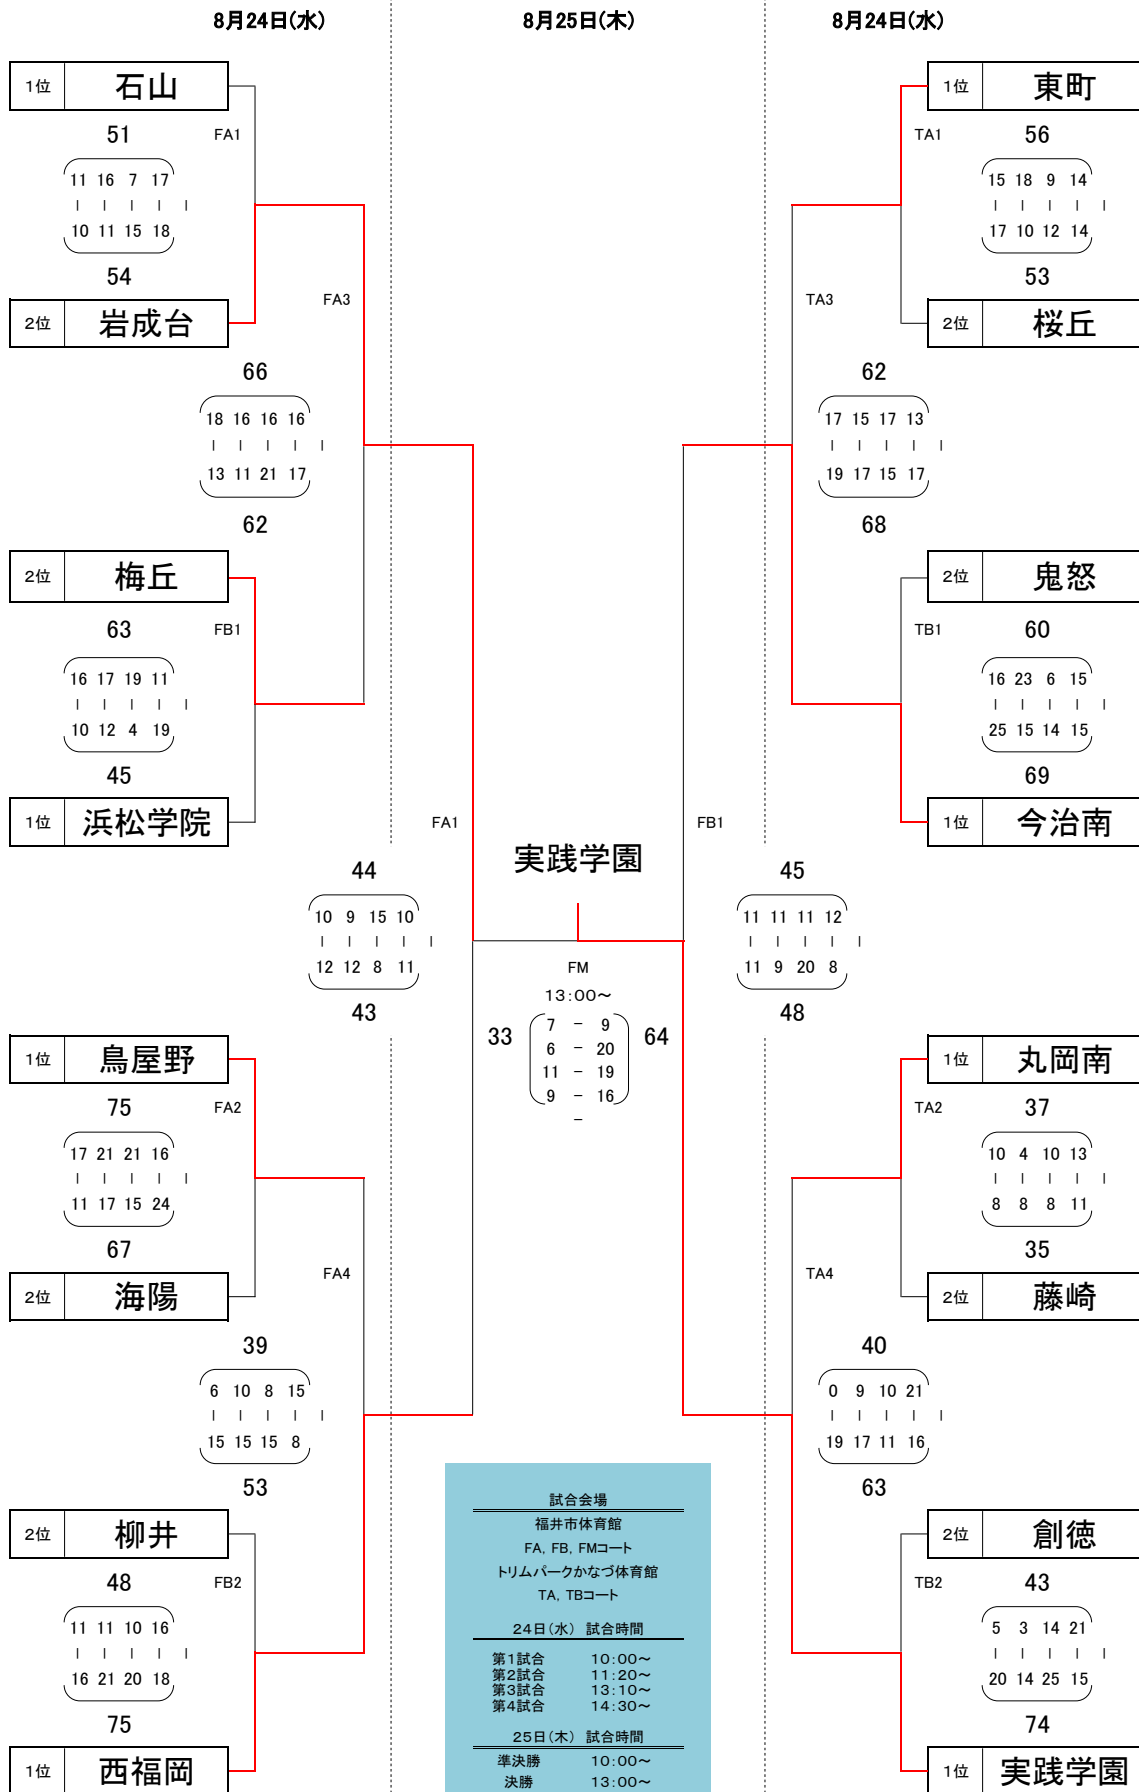 8月24日(水)
8月25日(木)
8月24日(水)
1位 石山
51
FA1
11 16 7 17
10 11 15 18
54
2位 岩成台
FA3
66
18 16 16 16
13 11 21 17
62
2位 梅丘
63
FB1
16 17 19 11
10 12 4 19
45
1位 浜松学院
FA1
44
10 9 15 10
12 12 8 11
43
1位 鳥屋野
75
FA2
17 21 21 16
11 17 15 24
67
2位 海陽
FA4
39
6 10 8 15
15 15 15 8
53
2位 柳井
48
FB2
11 11 10 16
16 21 20 18
75
1位 西福岡
実践学園
FM
13:00～
33
7 - 9
6 - 20
11 - 19
9 - 16
-
64
試合会場
福井市体育館
FA, FB, FMコート
トリムパークかなづ体育館
TA, TBコート
24日(水) 試合時間
第1試合 10:00～
第2試合 11:20～
第3試合 13:10～
第4試合 14:30～
25日(木) 試合時間
準決勝 10:00～
決勝 13:00～
1位 東町
TA1
56
15 18 9 14
17 10 12 14
53
2位 桜丘
TA3
62
17 15 17 13
19 17 15 17
68
2位 鬼怒
TB1
60
16 23 6 15
25 15 14 15
69
1位 今治南
FB1
45
11 11 11 12
11 9 20 8
48
1位 丸岡南
TA2
37
10 4 10 13
8 8 8 11
35
2位 藤崎
TA4
40
0 9 10 21
19 17 11 16
63
2位 創徳
TB2
43
5 3 14 21
20 14 25 15
74
1位 実践学園